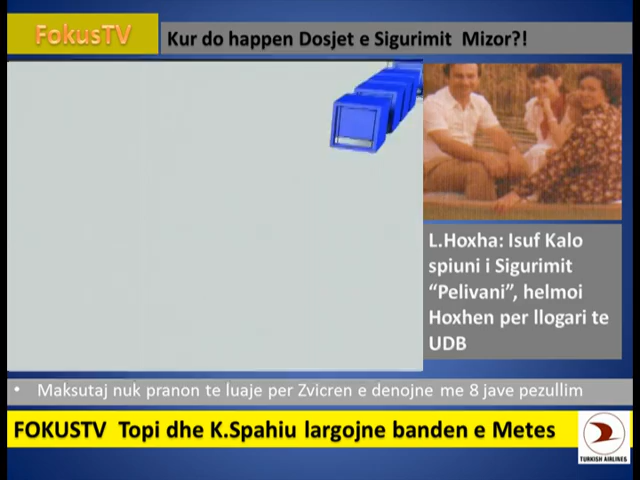 FokusTV
Kur do happen Dosjet e Sigurimit Mizor?!
L.Hoxha: Isuf Kalo
spiuni i Sigurimit
“Pelivani”, helmoi
Hoxhen per llogari te
UDB
• Maksutaj nuk pranon te luaje per Zvicren e denojne me 8 jave pezullim
FOKUSTV Topi dhe K.Spahiu largojne banden e Metes
TURKISH AIRLINES